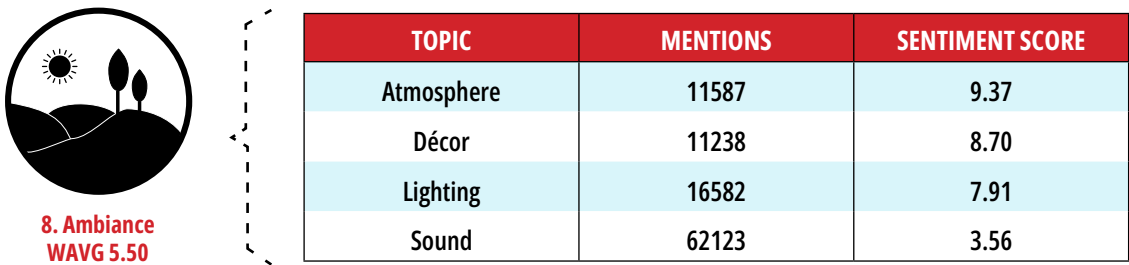 TOPIC MENTIONS SENTIMENT SCORE
Atmosphere 11587 9.37
Décor 11238 8.70
Lighting 16582 7.91
Sound 62123 3.56
8. Ambiance
WAVG 5.50